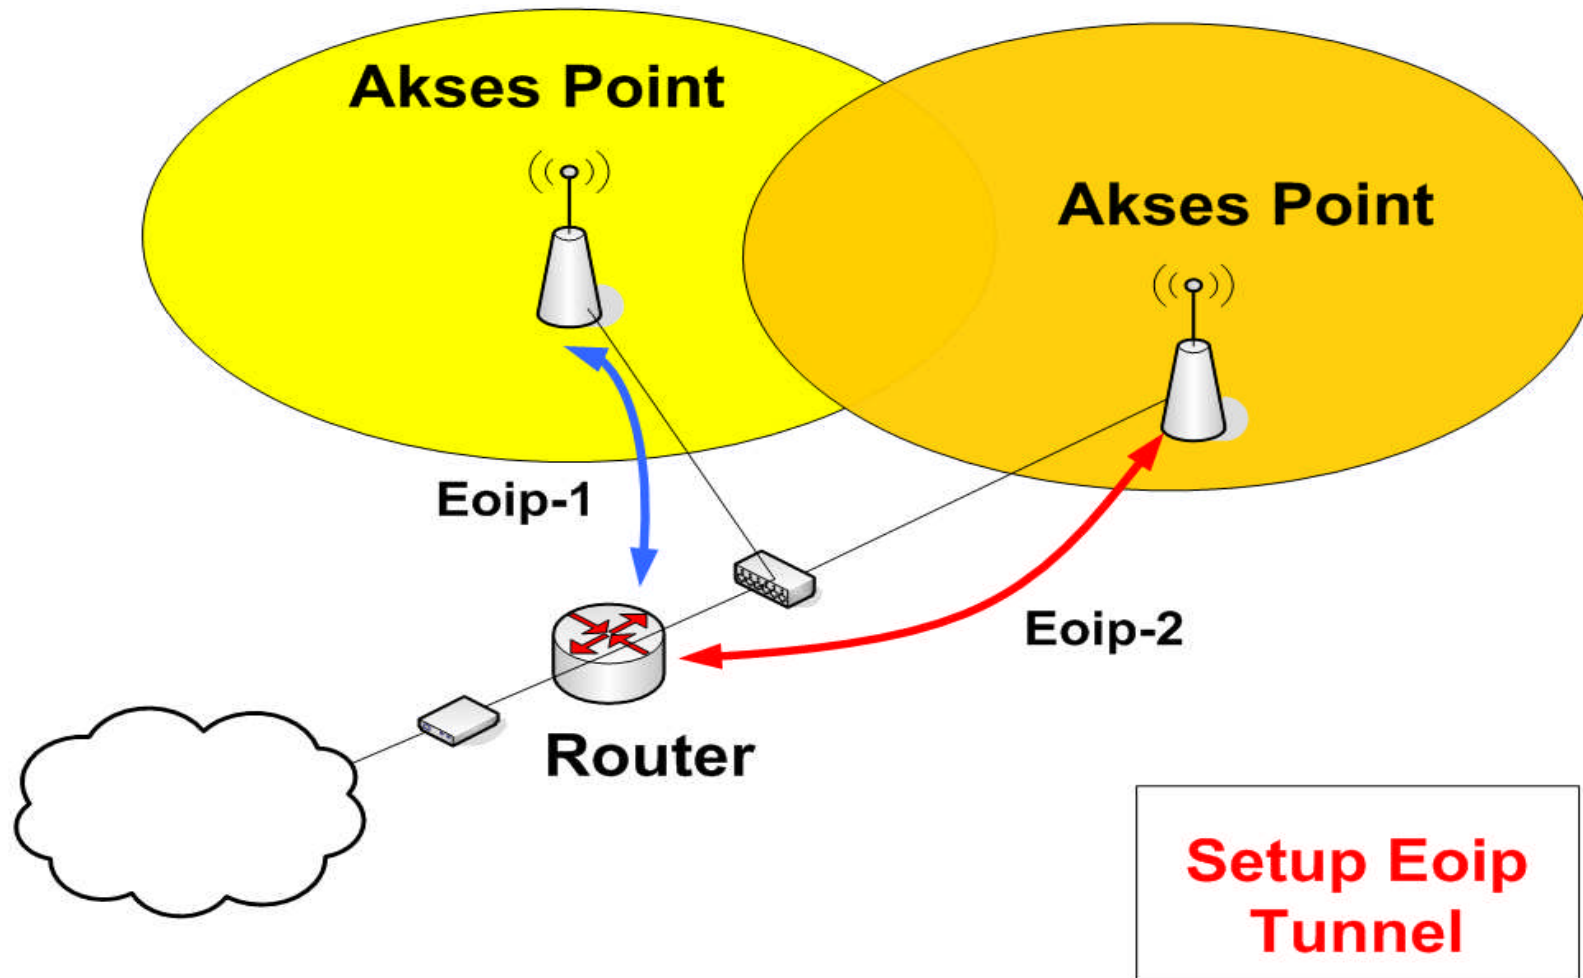 Akses Point
Akses Point
Eoip-1
Eoip-2
Router
Setup Eoip
Tunnel